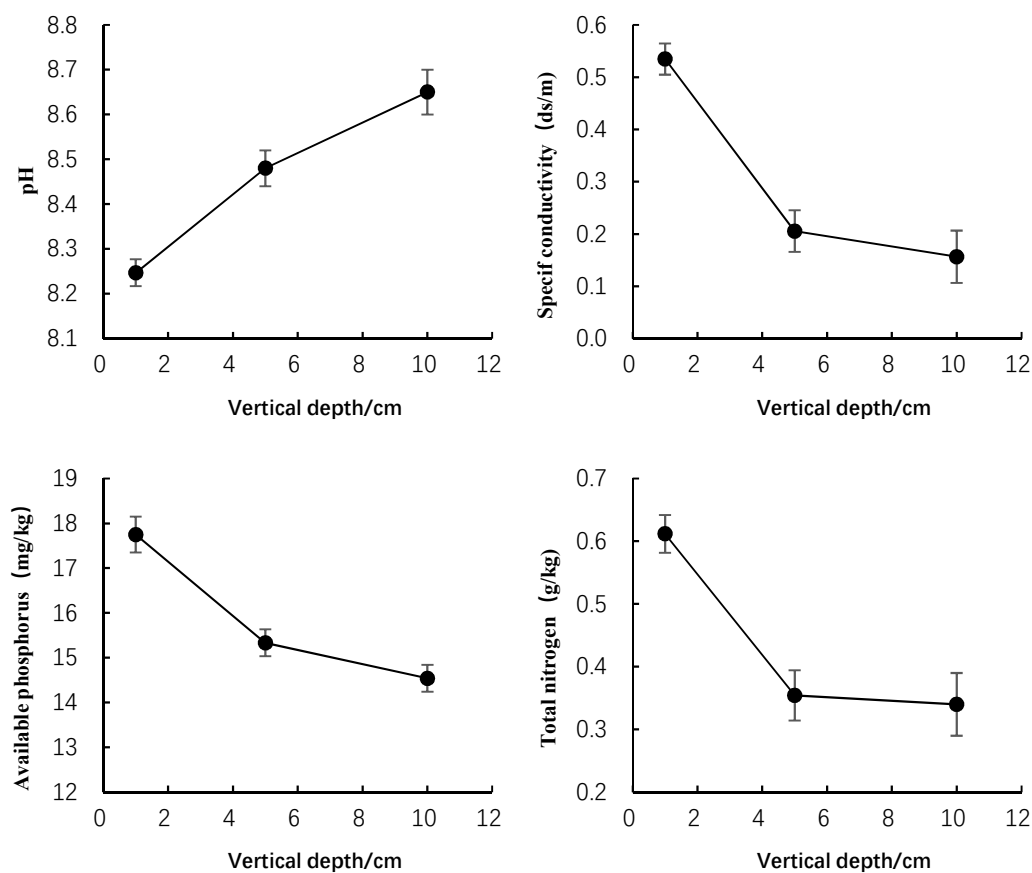 8.8
8.7
8.6
8.5
8.4
8.3
8.2
8.1
pH
0 2 4 6 8 10 12
Vertical depth/cm
0.6
0.5
0.4
0.3
0.2
0.1
0.0
Specif conductivity (ds/m)
0 2 4 6 8 10 12
Vertical depth/cm
19
18
17
16
15
14
13
12
Available phosphorus (mg/kg)
0 2 4 6 8 10 12
Vertical depth/cm
0.7
0.6
0.5
0.4
0.3
0.2
Total nitrogen (g/kg)
0 2 4 6 8 10 12
Vertical depth/cm